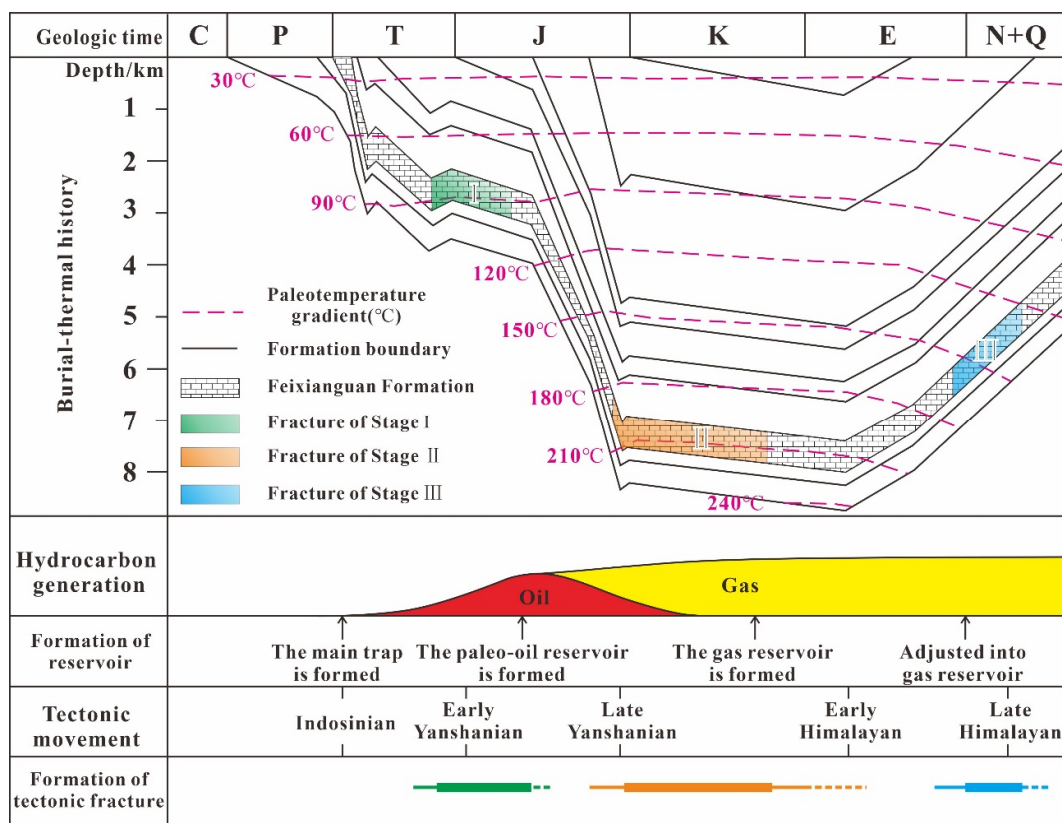 Geologic time C P T J K E N+Q
Depth/km
Burial-thermal history
1
2
3
4
5
6
7
8
30℃
60℃
90℃
120℃
150℃
180℃
210℃
240℃
I
II
III
Paleotemperature
gradient(℃)
Formation boundary
Feixianguan Formation
Fracture of Stage I
Fracture of Stage II
Fracture of Stage III
Hydrocarbon
generation
Oil
Gas
Formation of
reservoir
The main trap
is formed
The paleo-oil reservoir
is formed
The gas reservoir
is formed
Adjusted into
gas reservoir
Tectonic
movement
Indosinian
Early
Yanshanian
Late
Yanshanian
Early
Himalayan
Late
Himalayan
Formation of
tectonic fracture